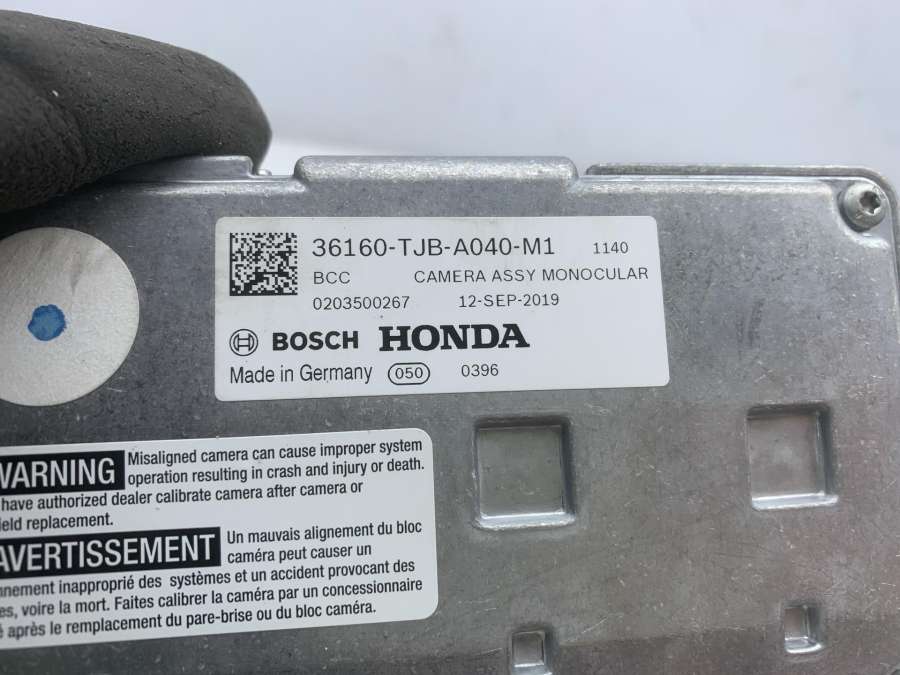 36160-TJB-A040-M1 1140
BCC CAMERA ASSY MONOCULAR
0203500267 12-SEP-2019
BOSCH HONDA
Made in Germany 050 0396
WARNING Misaligned camera can cause improper system
operation resulting in crash and injury or death.
have authorized dealer calibrate camera after camera or
replacement.
AVERTISSEMENT Un mauvais alignement du bloc
caméra peut causer un
inapproprié des systèmes et un accident provocant des
voire la mort. Faites calibrer la caméra par un concessionnaire
après le remplacement du pare-brise ou du bloc caméra.